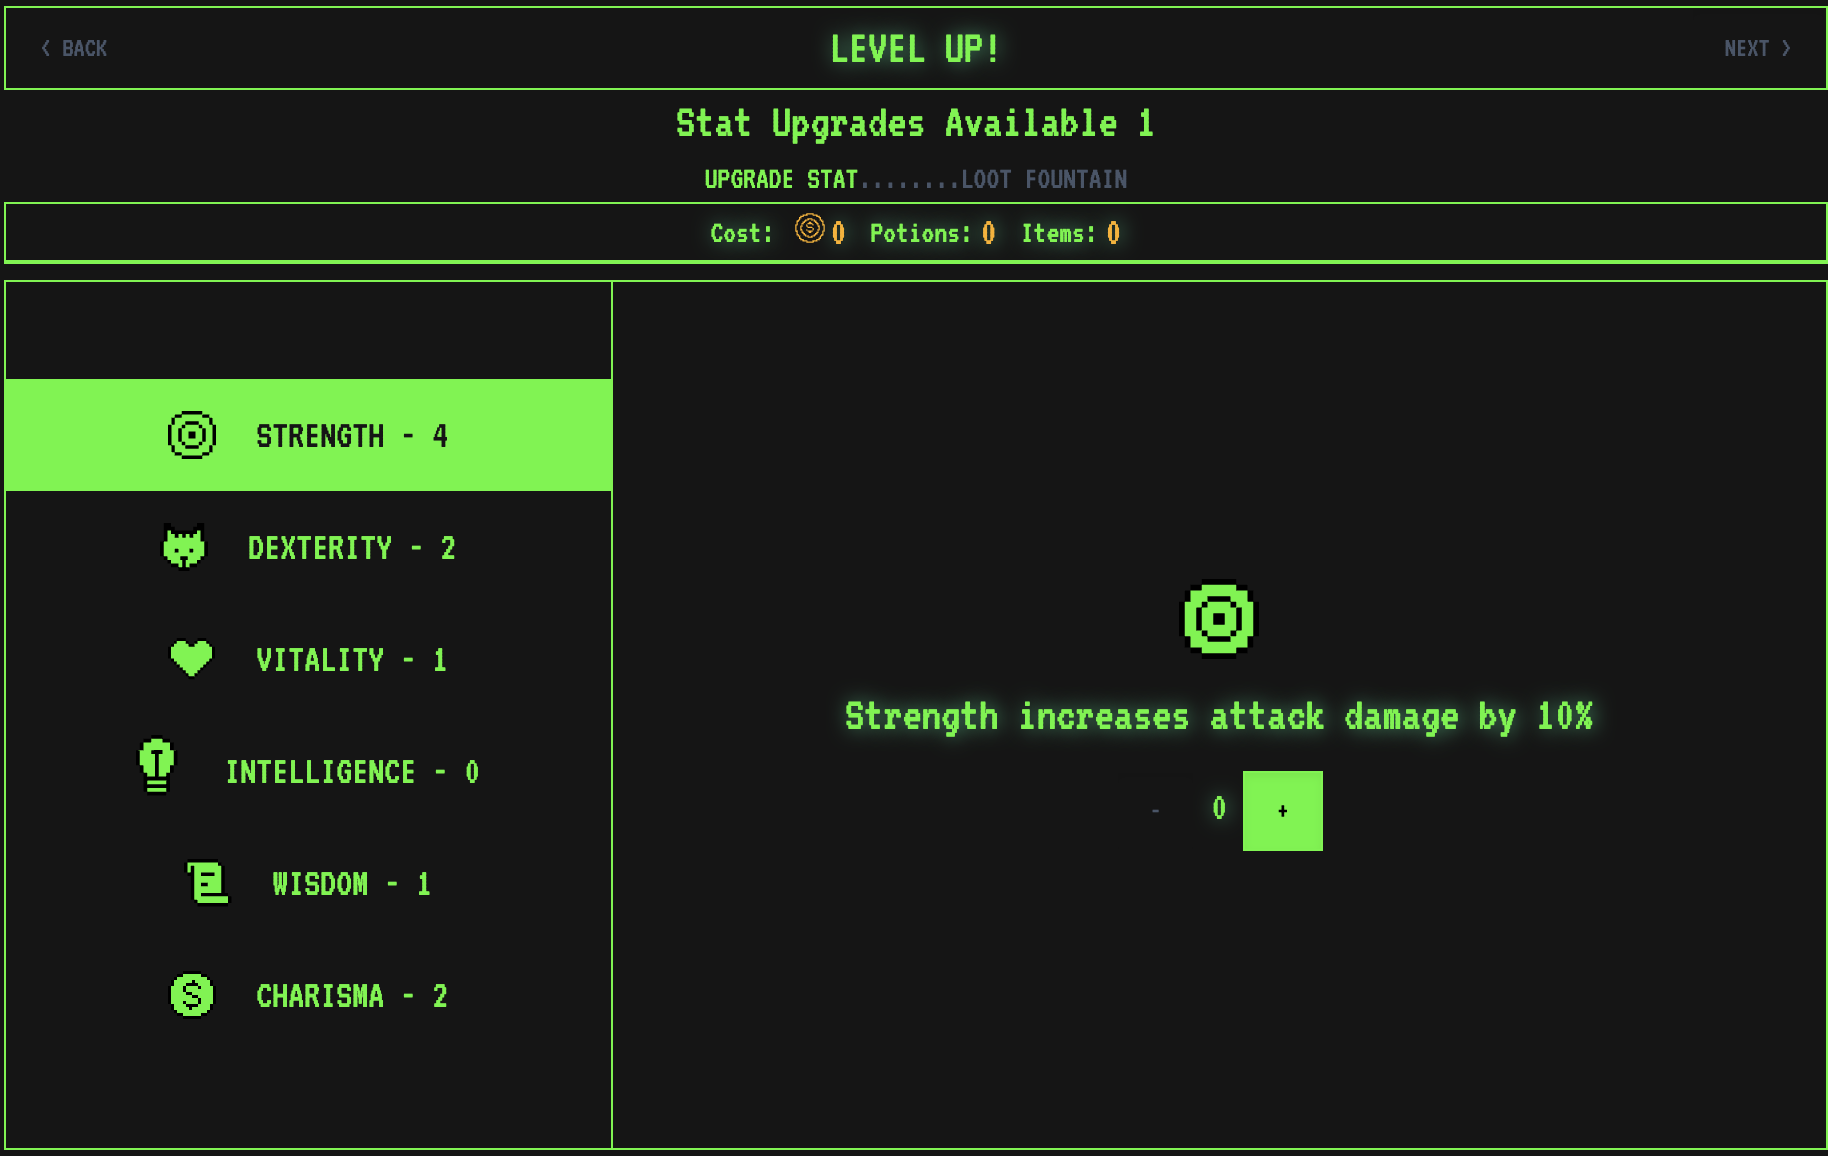 < BACK LEVEL UP! NEXT >
Stat Upgrades Available 1
UPGRADE STAT........LOOT FOUNTAIN
Cost: $ 0 Potions: 0 Items: 0
STRENGTH - 4
DEXTERITY - 2
VITALITY - 1
INTELLIGENCE - 0
WISDOM - 1
$ CHARISMA - 2
Strength increases attack damage by 10%
- 0 +